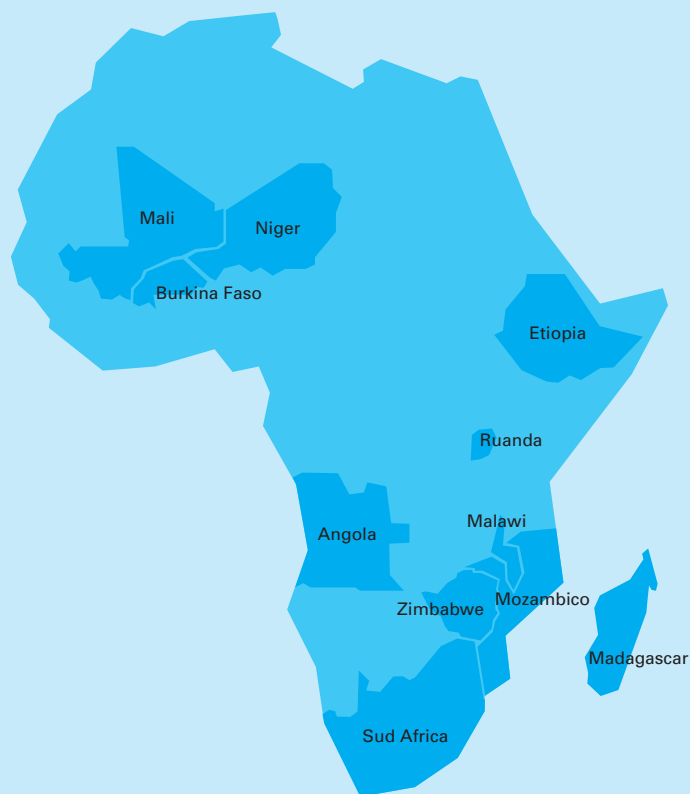 Mali
Niger
Burkina Faso
Etiopia
Ruanda
Malawi
Angola
Mozambico
Zimbabwe
Madagascar
Sud Africa